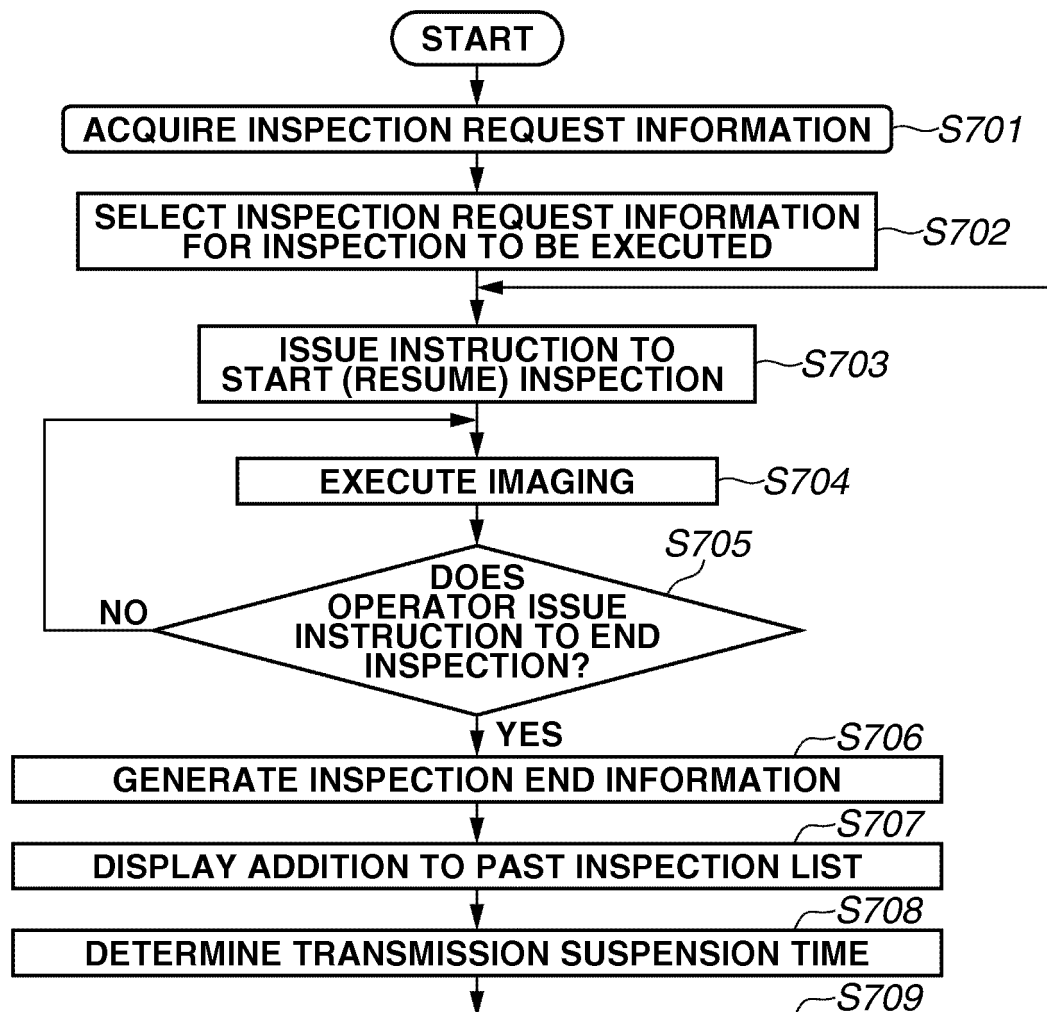 START
ACQUIRE INSPECTION REQUEST INFORMATION
S701
SELECT INSPECTION REQUEST INFORMATION
FOR INSPECTION TO BE EXECUTED
S702
ISSUE INSTRUCTION TO
START (RESUME) INSPECTION
S703
EXECUTE IMAGING
S704
S705
DOES
OPERATOR ISSUE
INSTRUCTION TO END
INSPECTION?
NO
YES
S706
GENERATE INSPECTION END INFORMATION
S707
DISPLAY ADDITION TO PAST INSPECTION LIST
S708
DETERMINE TRANSMISSION SUSPENSION TIME
S709